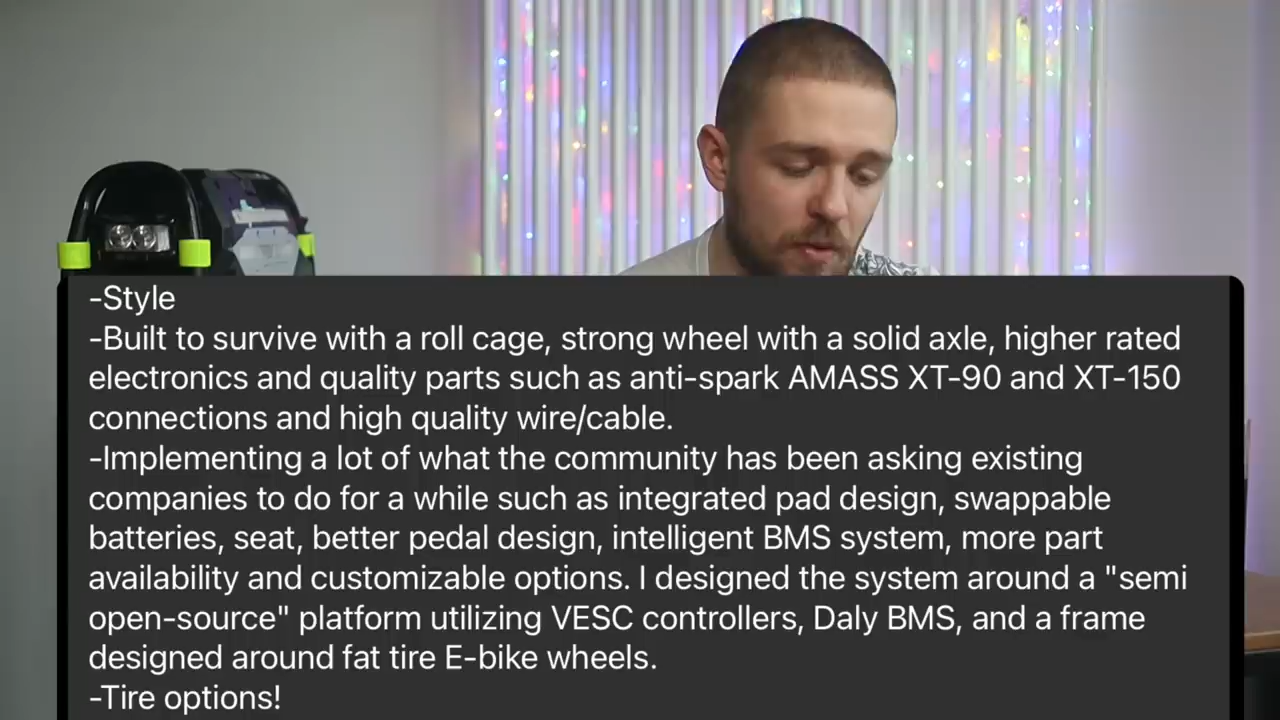 -Style
-Built to survive with a roll cage, strong wheel with a solid axle, higher rated
electronics and quality parts such as anti-spark AMASS XT-90 and XT-150
connections and high quality wire/cable.
-Implementing a lot of what the community has been asking existing
companies to do for a while such as integrated pad design, swappable
batteries, seat, better pedal design, intelligent BMS system, more part
availability and customizable options. I designed the system around a "semi
open-source" platform utilizing VESC controllers, Daly BMS, and a frame
designed around fat tire E-bike wheels.
-Tire options!